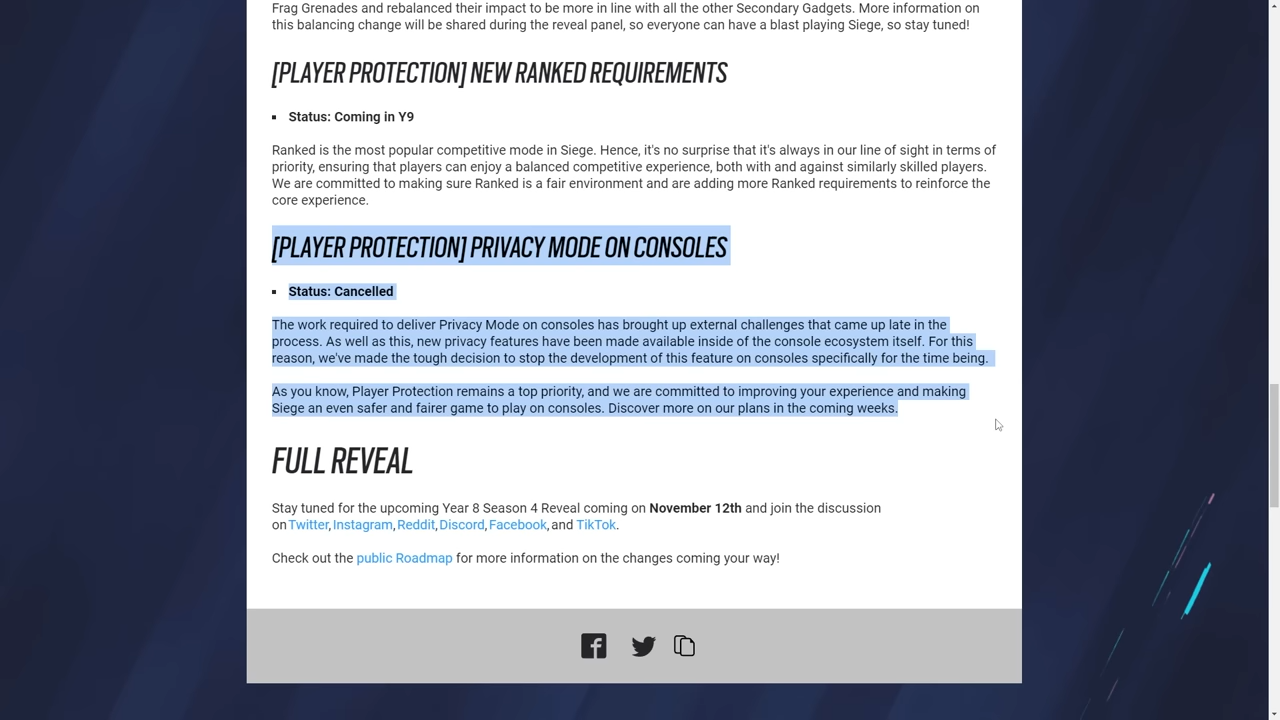 Frag Grenades and rebalanced their impact to be more in line with all the other Secondary Gadgets. More information on
this balancing change will be shared during the reveal panel, so everyone can have a blast playing Siege, so stay tuned!
[PLAYER PROTECTION] NEW RANKED REQUIREMENTS
▪ Status: Coming in Y9
Ranked is the most popular competitive mode in Siege. Hence, it's no surprise that it's always in our line of sight in terms of
priority, ensuring that players can enjoy a balanced competitive experience, both with and against similarly skilled players.
We are committed to making sure Ranked is a fair environment and are adding more Ranked requirements to reinforce the
core experience.
[PLAYER PROTECTION] PRIVACY MODE ON CONSOLES
▪ Status: Cancelled
The work required to deliver Privacy Mode on consoles has brought up external challenges that came up late in the
process. As well as this, new privacy features have been made available inside of the console ecosystem itself. For this
reason, we've made the tough decision to stop the development of this feature on consoles specifically for the time being.
As you know, Player Protection remains a top priority, and we are committed to improving your experience and making
Siege an even safer and fairer game to play on consoles. Discover more on our plans in the coming weeks.
FULL REVEAL
Stay tuned for the upcoming Year 8 Season 4 Reveal coming on November 12th and join the discussion
on Twitter, Instagram, Reddit, Discord, Facebook, and TikTok.
Check out the public Roadmap for more information on the changes coming your way!